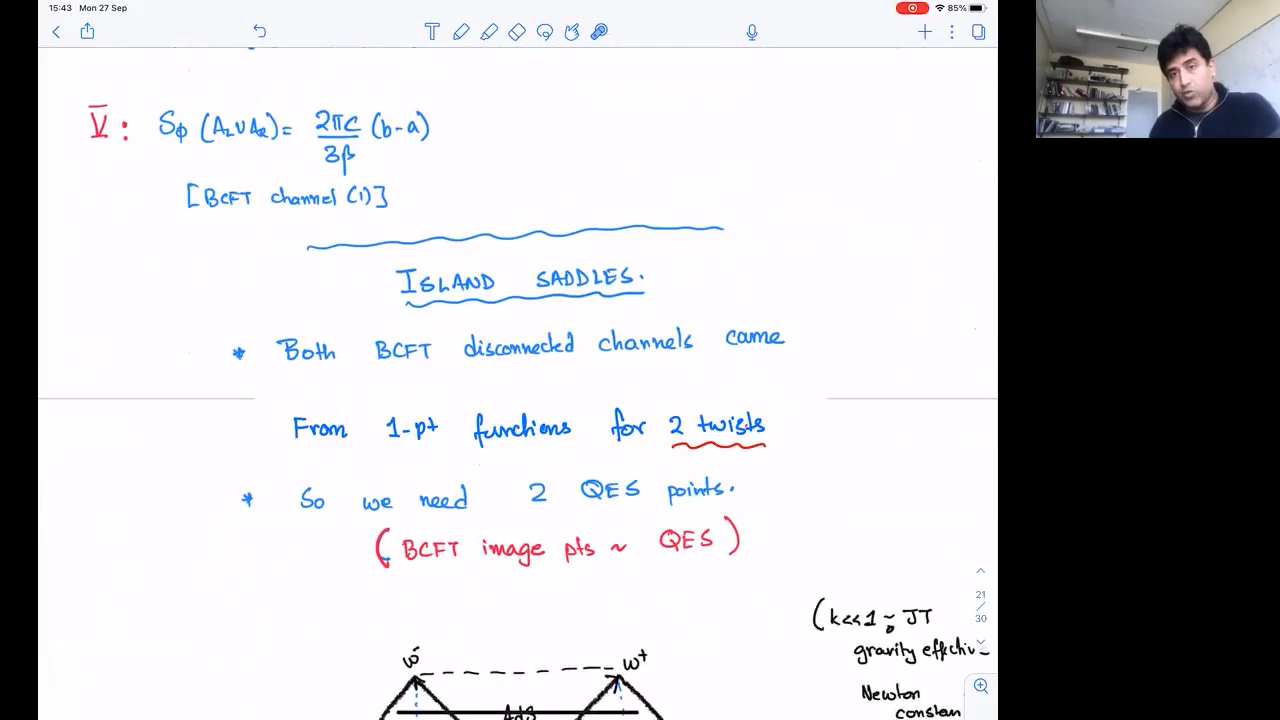 15:43 Mon 27 Sep
85%
V: Sφ (A_L ∪ A_R) = 2πc/3β (b-a)
[BCFT channel (1)]
ISLAND SADDLES.
* Both BCFT disconnected channels came
From 1-pt functions for 2 twists
* So we need 2 QES points.
(BCFT image pts ~ QES)
21
/
30
(k<<1 ~ JT
gravity effectiv
w⁻ w⁺
Newton
AdS
constan